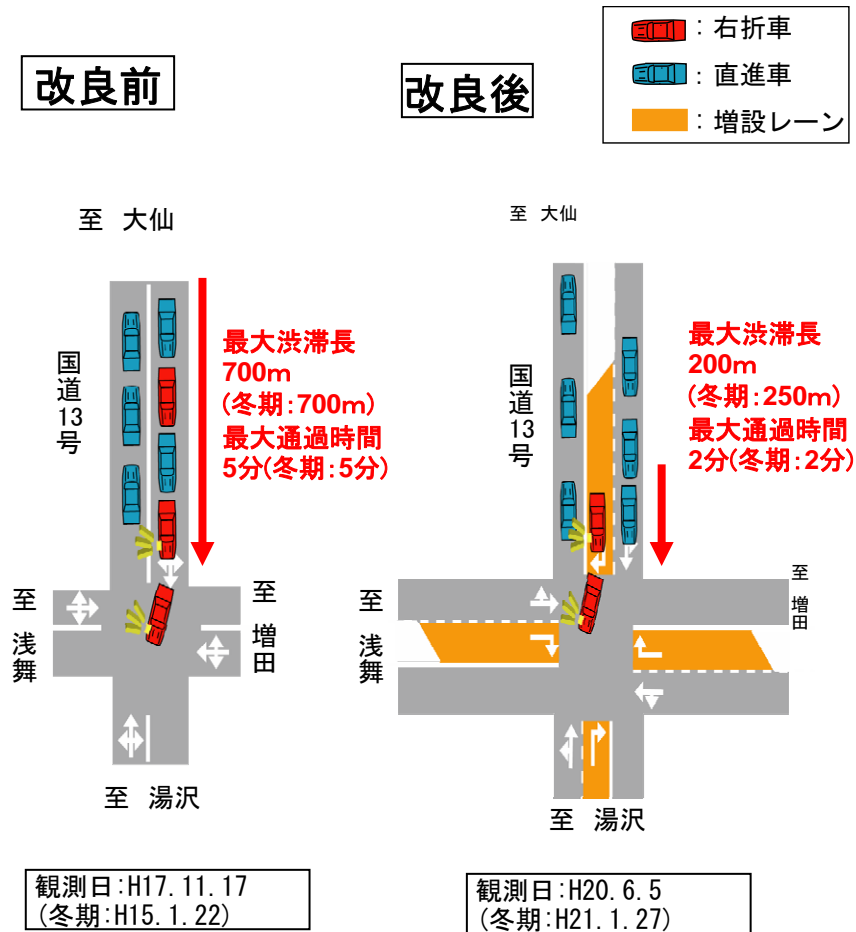 ：右折車
：直進車
：増設レーン
改良前
改良後
至 大仙
国道13号
最大渋滞長
700m
(冬期：700m)
最大通過時間
5分(冬期：5分)
至 浅舞
至 増田
至 湯沢
観測日：H17.11.17
(冬期：H15.1.22)
至 大仙
国道13号
最大渋滞長
200m
(冬期：250m)
最大通過時間
2分(冬期：2分)
至 浅舞
至 増田
至 湯沢
観測日：H20.6.5
(冬期：H21.1.27)